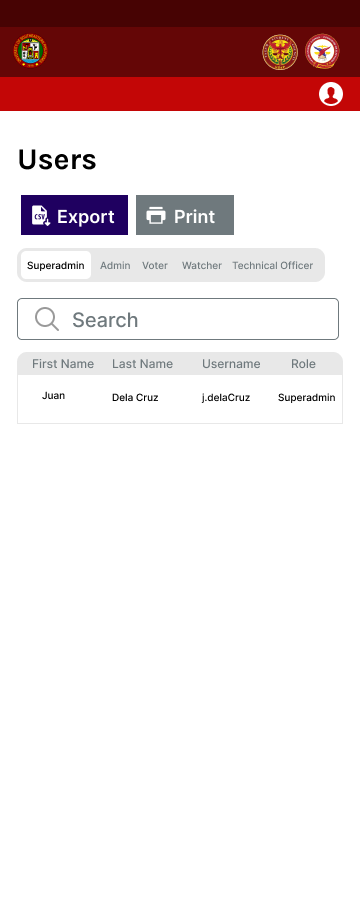 Users
CSV Export Print
Superadmin Admin Voter Watcher Technical Officer
Search
First Name Last Name Username Role
Juan Dela Cruz j.delaCruz Superadmin